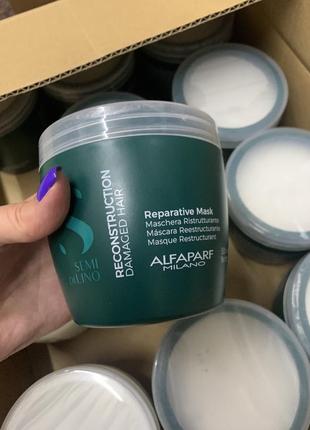 SEMI
DI LINO
RECONSTRUCTION
DAMAGED HAIR
Reparative Mask
Maschera Ristrutturante
Máscara Reestructurante
Masque Restructurant
ALFAPARF
MILANO